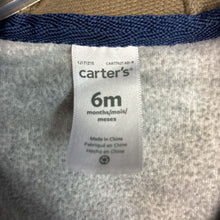 carter's
6m
months/mois/
meses
Made in China
Fabriqué en Chine
Hecho en China